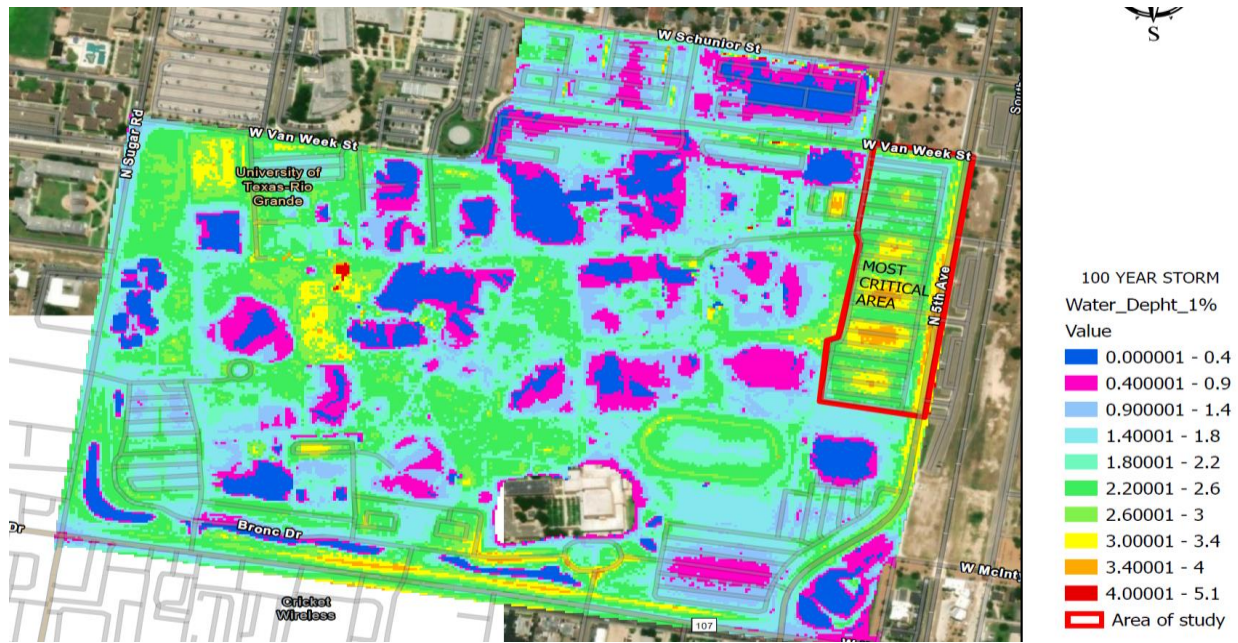 S
W Schunior St
South
N Sugar Rd
W Van Week St
W Van Week St
University of
Texas-Rio
Grande
MOST
CRITICAL
AREA
N 5th Ave
100 YEAR STORM
Water_Depht_1%
Value
0.000001 - 0.4
0.400001 - 0.9
0.900001 - 1.4
1.40001 - 1.8
1.80001 - 2.2
2.20001 - 2.6
2.60001 - 3
3.00001 - 3.4
3.40001 - 4
4.00001 - 5.1
Area of study
Dr
Bronc Dr
W McInt
Cricket
Wireless
107
W